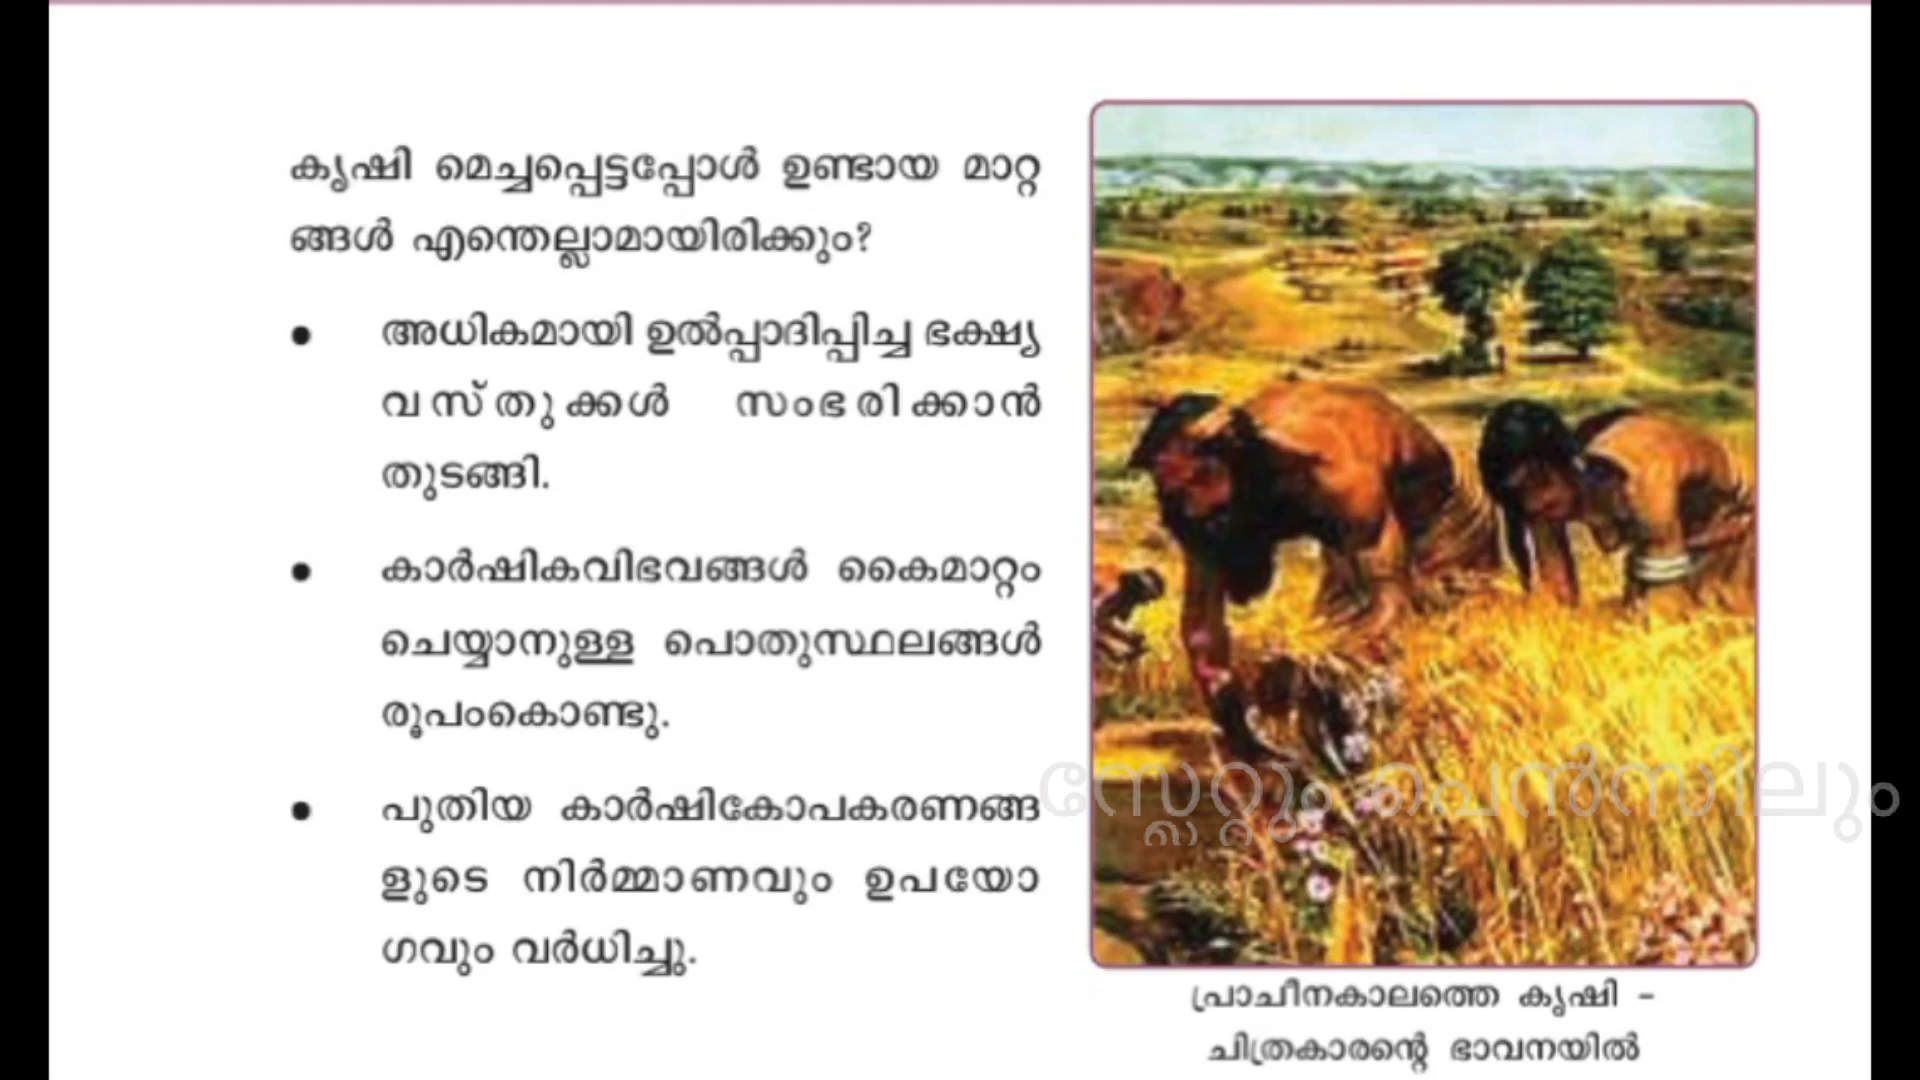 കൃഷി മെച്ചപ്പെട്ടപ്പോൾ ഉണ്ടായ മാറ്റ
ങ്ങൾ എന്തെല്ലാമായിരിക്കും?
● അധികമായി ഉൽപ്പാദിപ്പിച്ച ഭക്ഷ്യ
വസ്തുക്കൾ സംഭരിക്കാൻ
തുടങ്ങി.
● കാർഷികവിഭവങ്ങൾ കൈമാറ്റം
ചെയ്യാനുള്ള പൊതുസ്ഥലങ്ങൾ
രൂപംകൊണ്ടു.
● പുതിയ കാർഷികോപകരണങ്ങ
ളുടെ നിർമ്മാണവും ഉപയോ
ഗവും വർധിച്ചു.
സ്ലേറ്റും പെൻസിലും
പ്രാചീനകാലത്തെ കൃഷി -
ചിത്രകാരന്റെ ഭാവനയിൽ